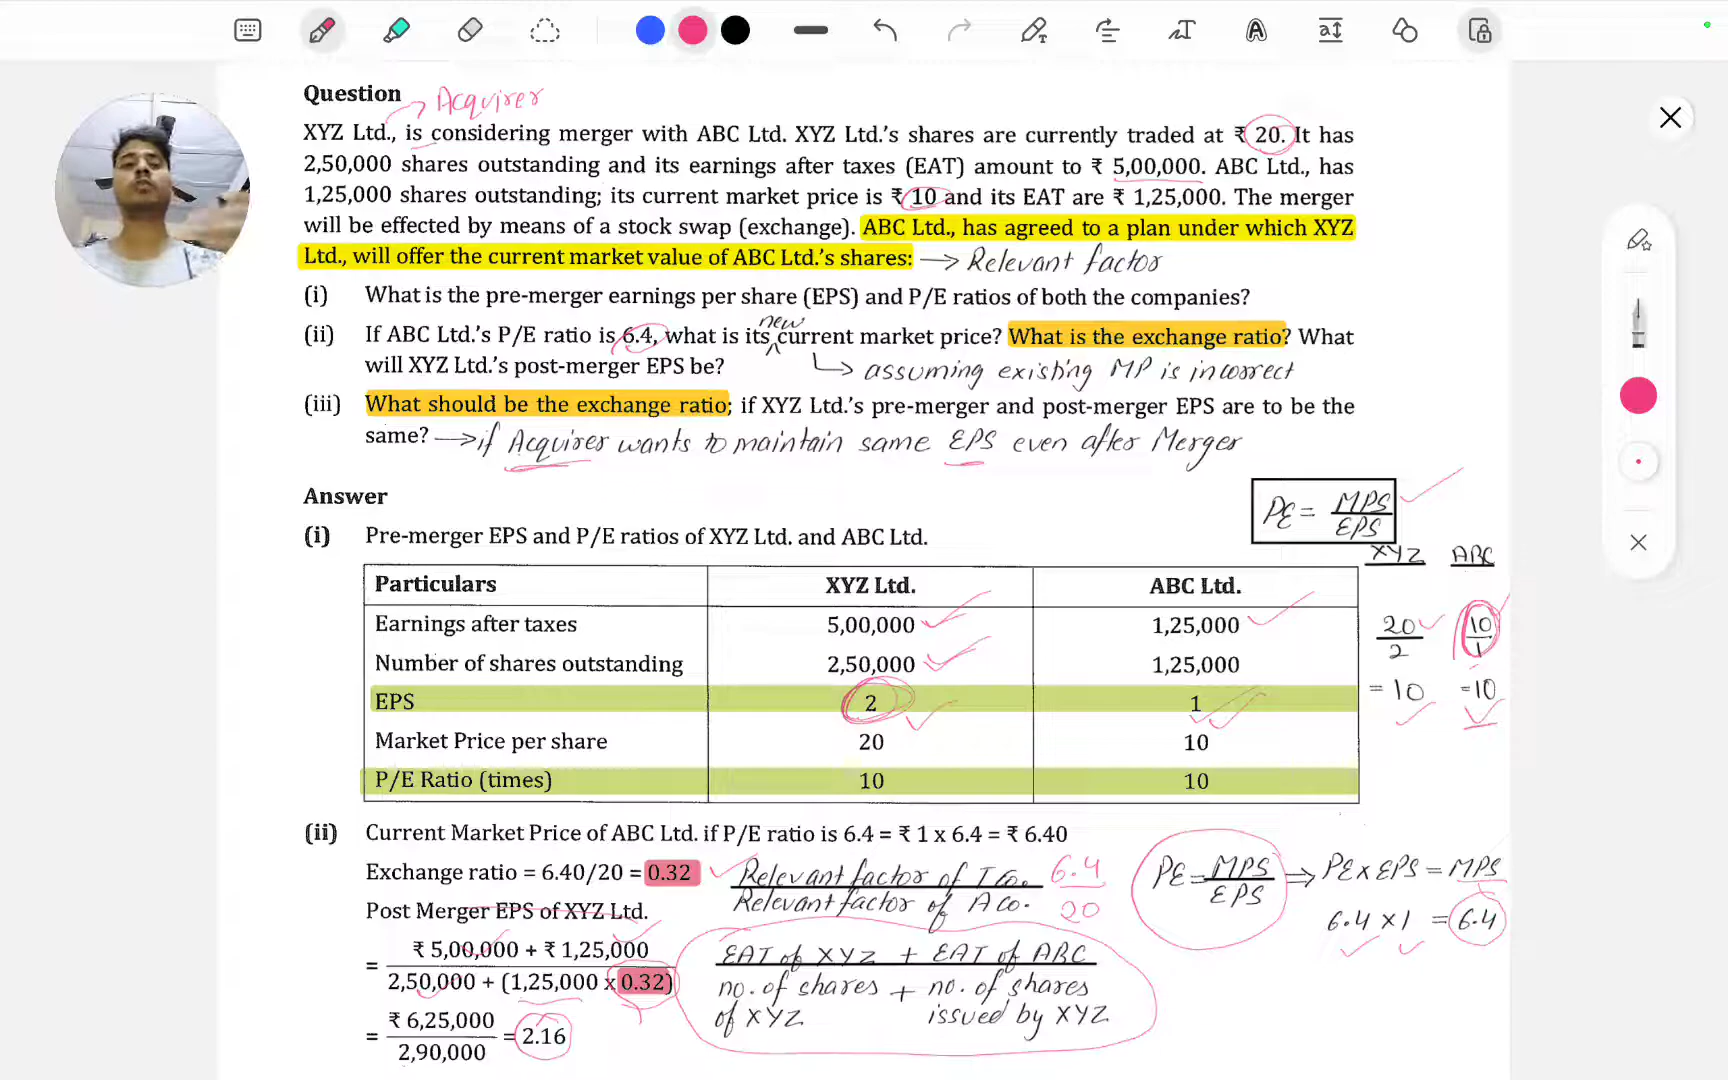 Question
Acquirer
XYZ Ltd., is considering merger with ABC Ltd. XYZ Ltd.'s shares are currently traded at ₹ 20. It has
2,50,000 shares outstanding and its earnings after taxes (EAT) amount to ₹ 5,00,000. ABC Ltd., has
1,25,000 shares outstanding; its current market price is ₹ 10 and its EAT are ₹ 1,25,000. The merger
will be effected by means of a stock swap (exchange). ABC Ltd., has agreed to a plan under which XYZ
Ltd., will offer the current market value of ABC Ltd.'s shares: → Relevant factor
(i) What is the pre-merger earnings per share (EPS) and P/E ratios of both the companies?
new
(ii) If ABC Ltd.'s P/E ratio is 6.4, what is its current market price? What is the exchange ratio? What
will XYZ Ltd.'s post-merger EPS be? → assuming existing MP is incorrect
(iii) What should be the exchange ratio; if XYZ Ltd.'s pre-merger and post-merger EPS are to be the
same? → if Acquirer wants to maintain same EPS even after Merger
Answer
PE = MPS/EPS
(i) Pre-merger EPS and P/E ratios of XYZ Ltd. and ABC Ltd.
XYZ ABC
Particulars XYZ Ltd. ABC Ltd.
Earnings after taxes 5,00,000 1,25,000
20/2 10/1
Number of shares outstanding 2,50,000 1,25,000
EPS 2 1
= 10 = 10
Market Price per share 20 10
P/E Ratio (times) 10 10
(ii) Current Market Price of ABC Ltd. if P/E ratio is 6.4 = ₹ 1 x 6.4 = ₹ 6.40
Exchange ratio = 6.40/20 = 0.32
Relevant factor of T Co. 6.4
Relevant factor of A Co. 20
PE = MPS/EPS ⇒ PE x EPS = MPS
6.4 x 1 = 6.4
Post Merger EPS of XYZ Ltd.
₹ 5,00,000 + ₹ 1,25,000
= 2,50,000 + (1,25,000 x 0.32)
EAT of XYZ + EAT of ABC
no. of shares + no. of shares
of XYZ issued by XYZ
₹ 6,25,000
= 2,90,000 = 2.16